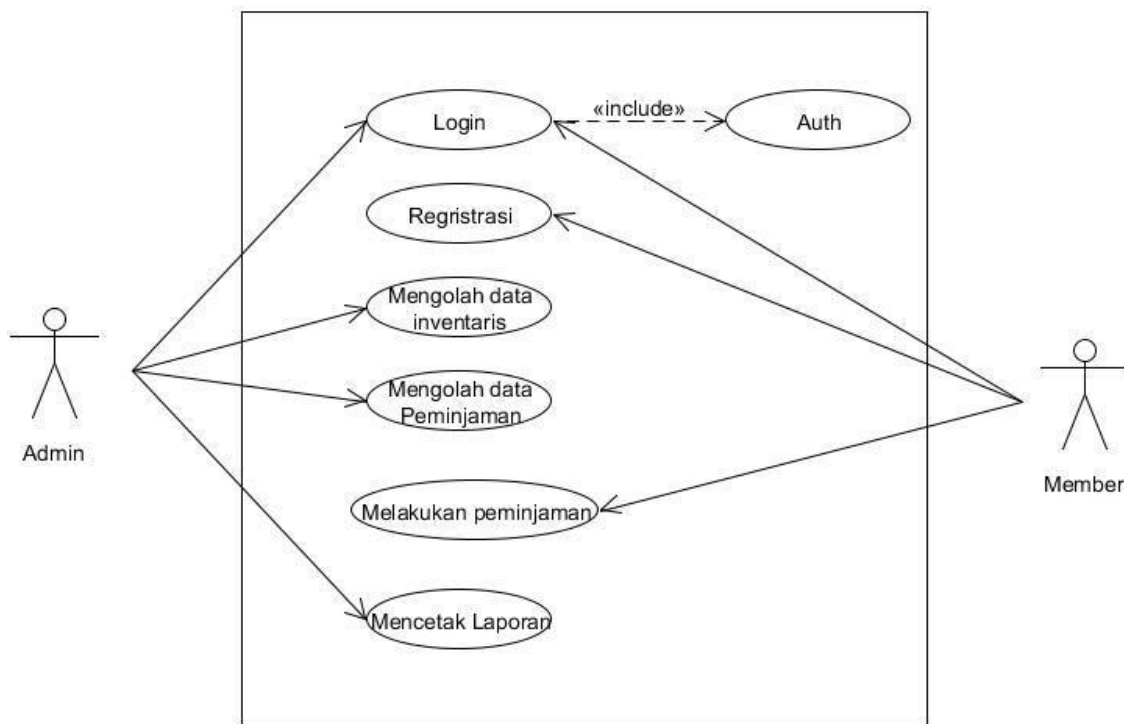 Login
«include»
Auth
Regristrasi
Mengolah data
inventaris
Mengolah data
Peminjaman
Melakukan peminjaman
Mencetak Laporan
Admin
Member